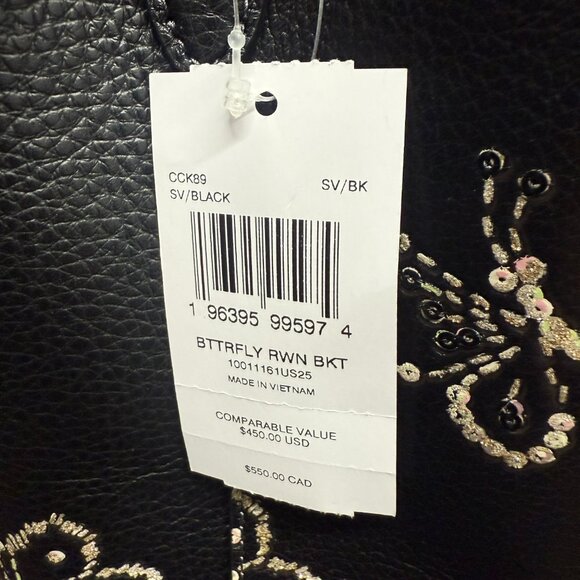 CCK89
SV/BLACK SV/BK
1 96395 99597 4
BTTRFLY RWN BKT
10011161US25
MADE IN VIETNAM
COMPARABLE VALUE
$450.00 USD
$550.00 CAD